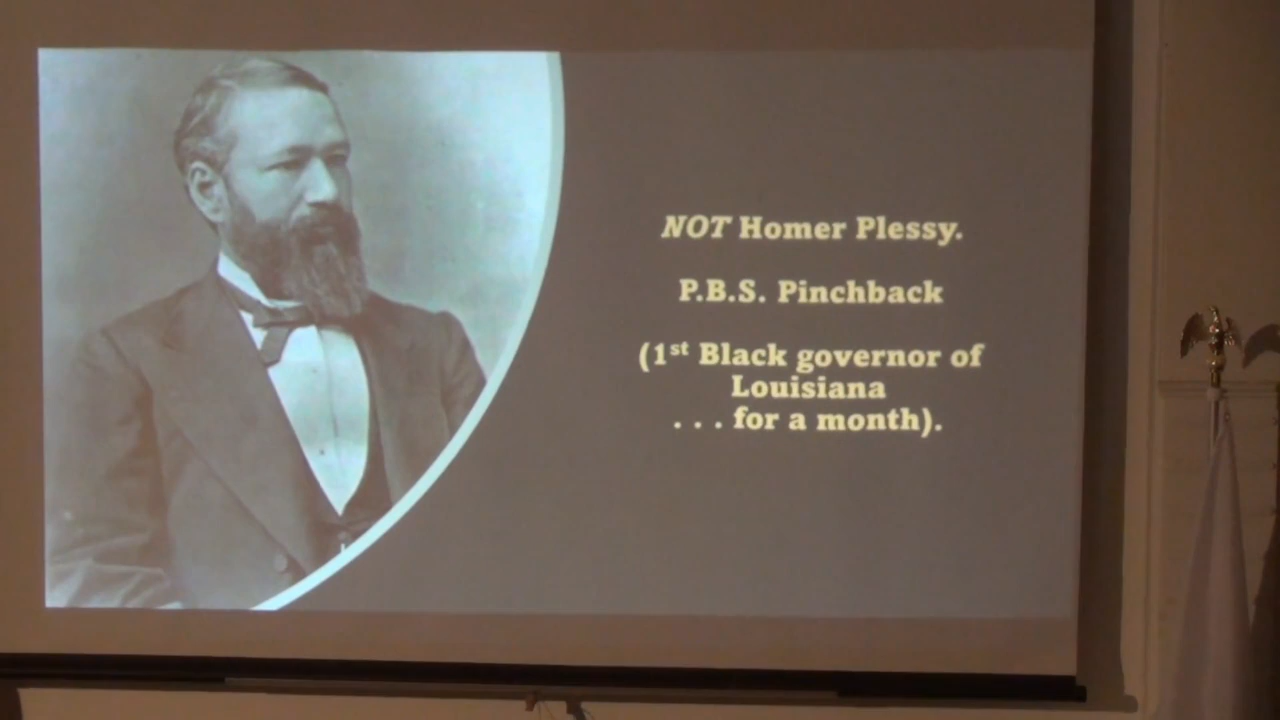 NOT Homer Plessy.
P.B.S. Pinchback
(1st Black governor of
Louisiana
. . . for a month).